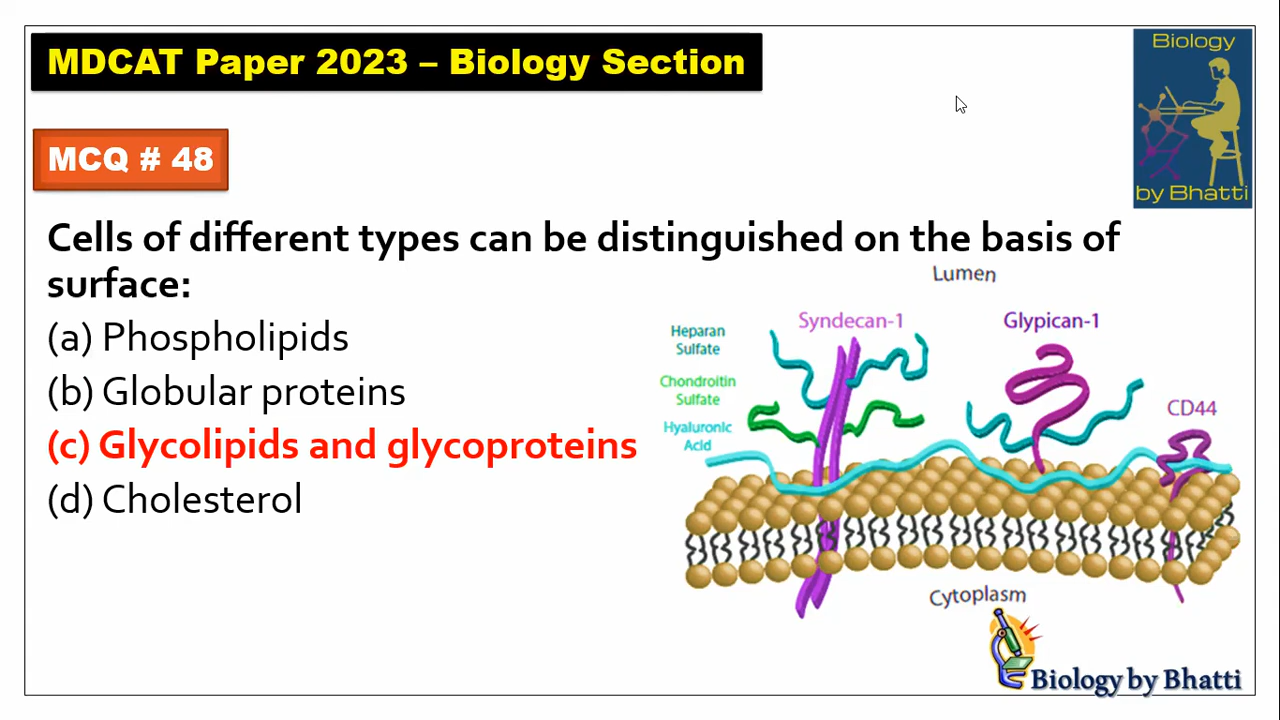 MDCAT Paper 2023 – Biology Section
Biology
by Bhatti
MCQ # 48
Cells of different types can be distinguished on the basis of
surface:
(a) Phospholipids
(b) Globular proteins
(c) Glycolipids and glycoproteins
(d) Cholesterol
Lumen
Syndecan-1
Glypican-1
Heparan
Sulfate
Chondroitin
Sulfate
Hyaluronic
Acid
CD44
Cytoplasm
Biology by Bhatti